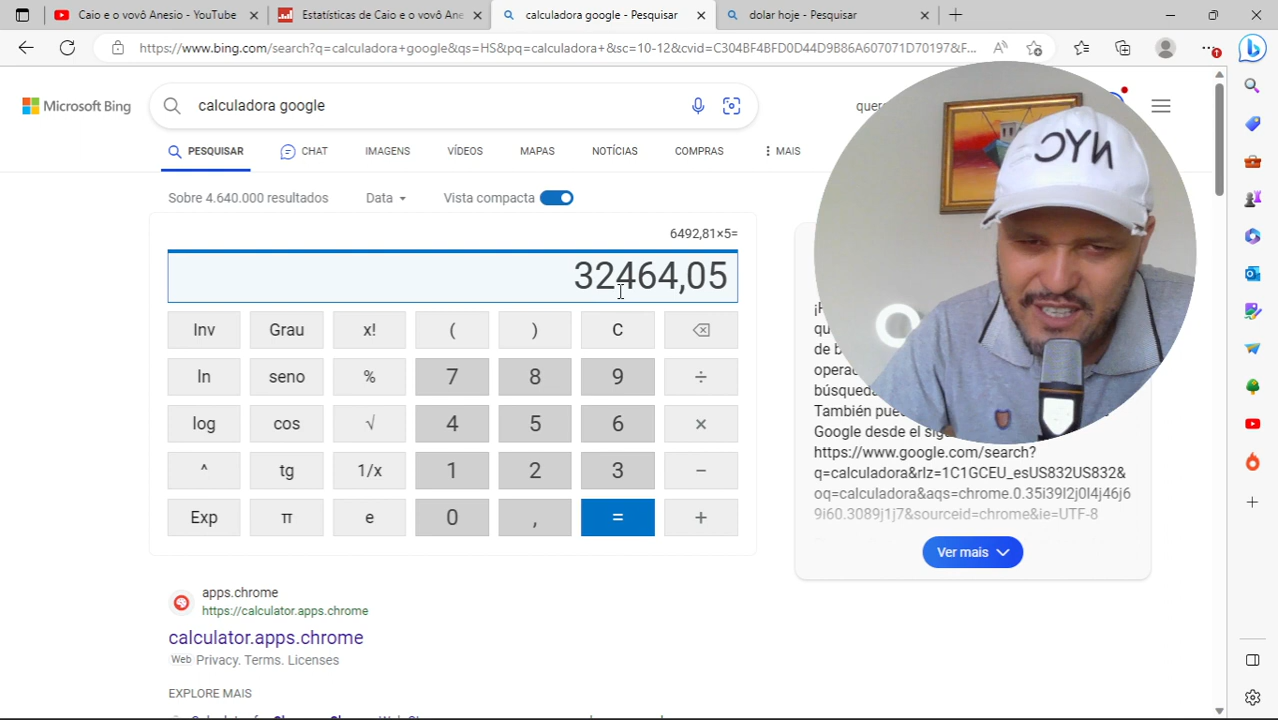 Caio e o vovô Anesio - YouTube
Estatísticas de Caio e o vovô Ane
calculadora google - Pesquisar
dolar hoje - Pesquisar
https://www.bing.com/search?q=calculadora+google&qs=HS&pq=calculadora+&sc=10-12&cvid=C304BF4BFD0D44D9B86A607071D70197&F...
Microsoft Bing
calculadora google
PESQUISAR
CHAT
IMAGENS
VÍDEOS
MAPAS
NOTÍCIAS
COMPRAS
MAIS
Sobre 4.640.000 resultados
Data
Vista compacta
6492,81×5=
32464,05
Inv Grau x! ( ) C
ln seno % 7 8 9 ÷
log cos √ 4 5 6 ×
^ tg 1/x 1 2 3 −
Exp π e 0 , = +
de b
opera
búsqueda
También pue
Google desde el sig
https://www.google.com/search?
q=calculadora&rlz=1C1GCEU_esUS832US832&
oq=calculadora&aqs=chrome.0.35i39l2j0l4j46j6
9i60.3089j1j7&sourceid=chrome&ie=UTF-8
Ver mais
apps.chrome
https://calculator.apps.chrome
calculator.apps.chrome
Web Privacy. Terms. Licenses
EXPLORE MAIS